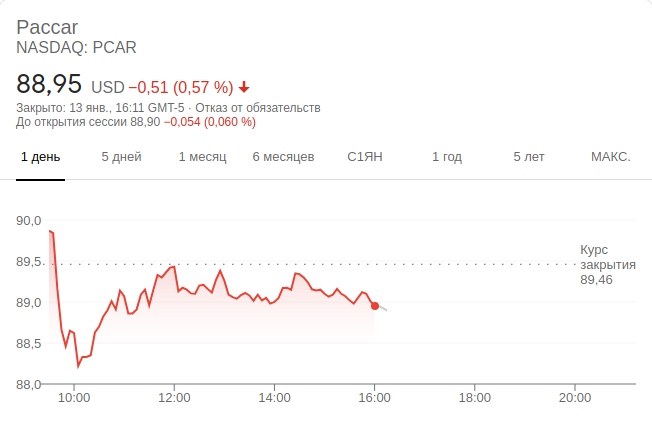 Paccar
NASDAQ: PCAR
88,95 USD −0,51 (0,57 %)
Закрыто: 13 янв., 16:11 GMT-5 · Отказ от обязательств
До открытия сессии 88,90 −0,054 (0,060 %)
1 день 5 дней 1 месяц 6 месяцев С1ЯН 1 год 5 лет МАКС.
90,0
89,5
89,0
88,5
88,0
Курс
закрытия
89,46
10:00 12:00 14:00 16:00 18:00 20:00